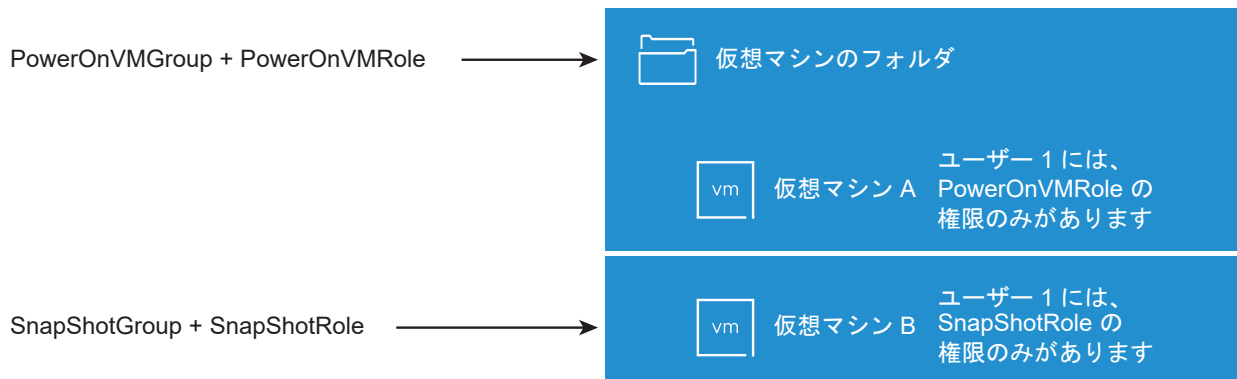 PowerOnVMGroup + PowerOnVMRole
仮想マシンのフォルダ
vm
仮想マシン A
ユーザー 1 には、
PowerOnVMRole の
権限のみがあります
SnapShotGroup + SnapShotRole
vm
仮想マシン B
ユーザー 1 には、
SnapShotRole の
権限のみがあります